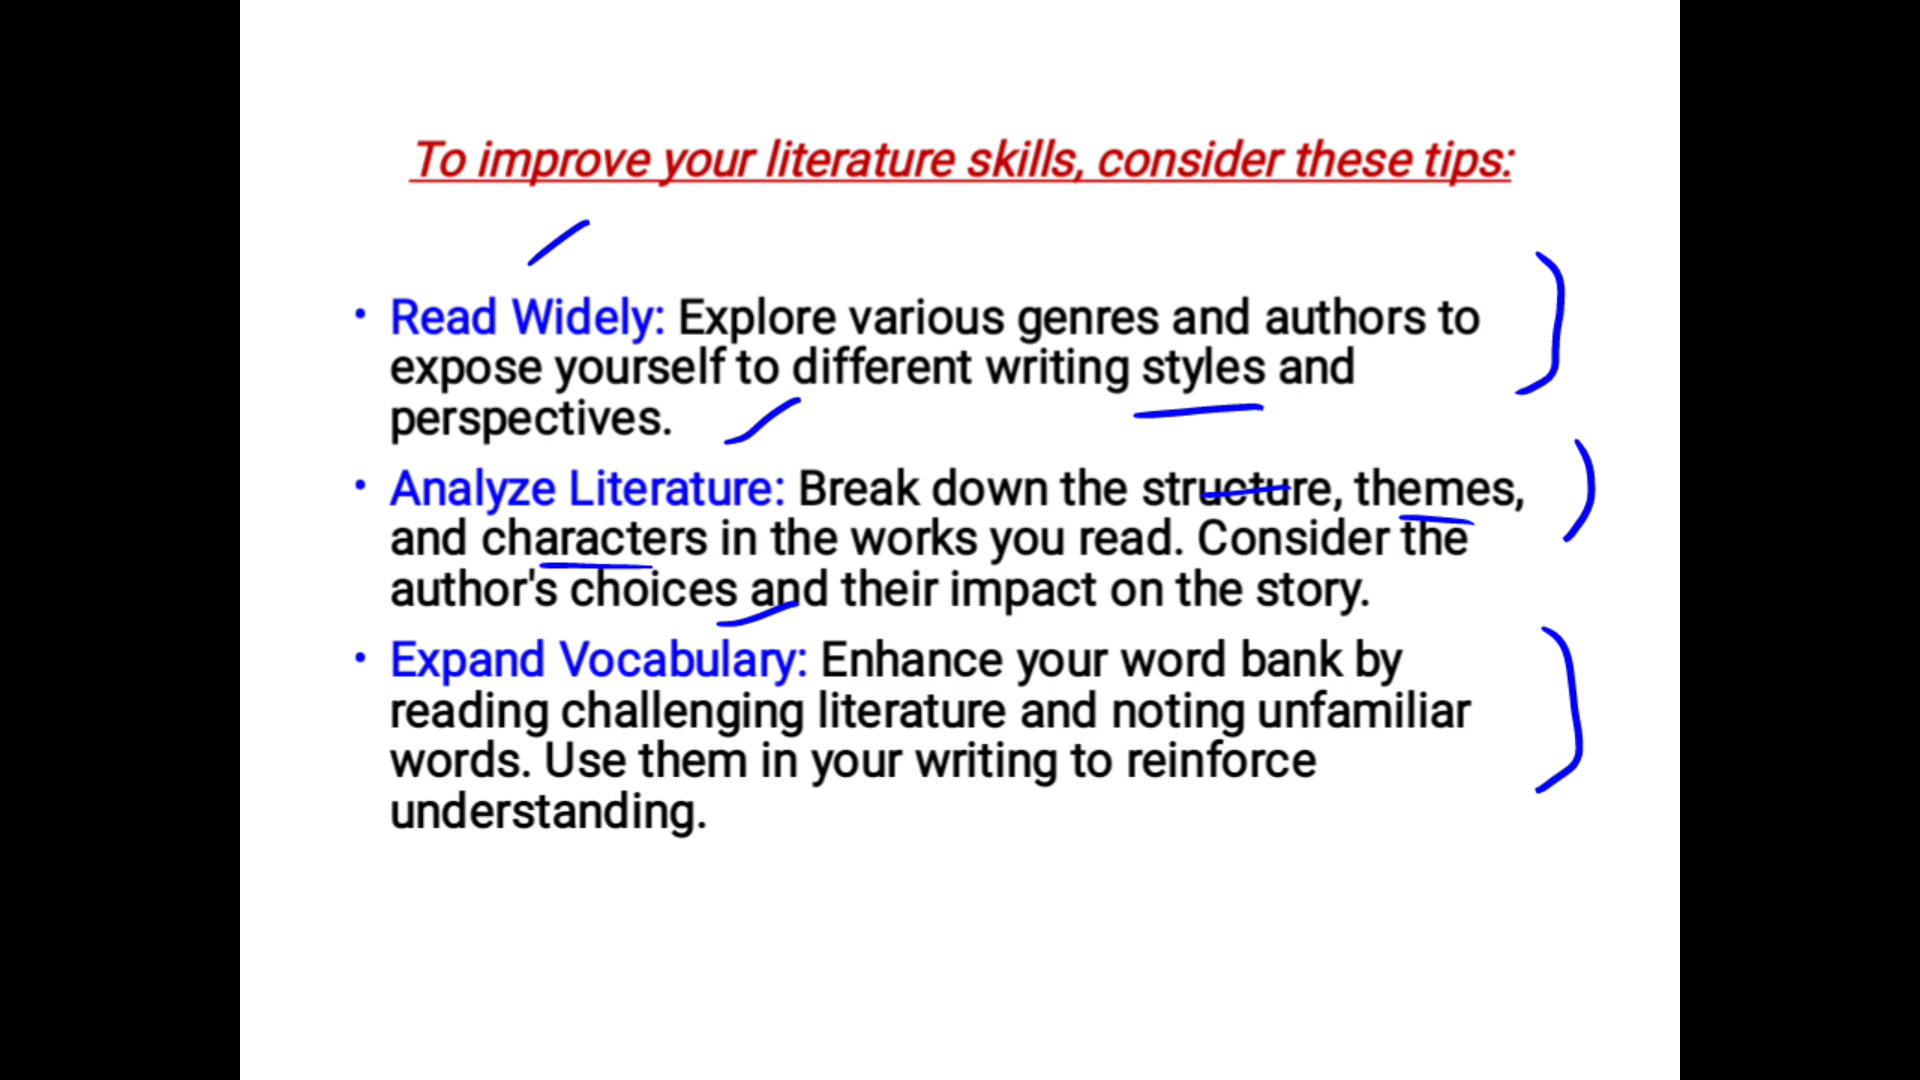 To improve your literature skills, consider these tips:
• Read Widely: Explore various genres and authors to
expose yourself to different writing styles and
perspectives.
• Analyze Literature: Break down the structure, themes,
and characters in the works you read. Consider the
author's choices and their impact on the story.
• Expand Vocabulary: Enhance your word bank by
reading challenging literature and noting unfamiliar
words. Use them in your writing to reinforce
understanding.